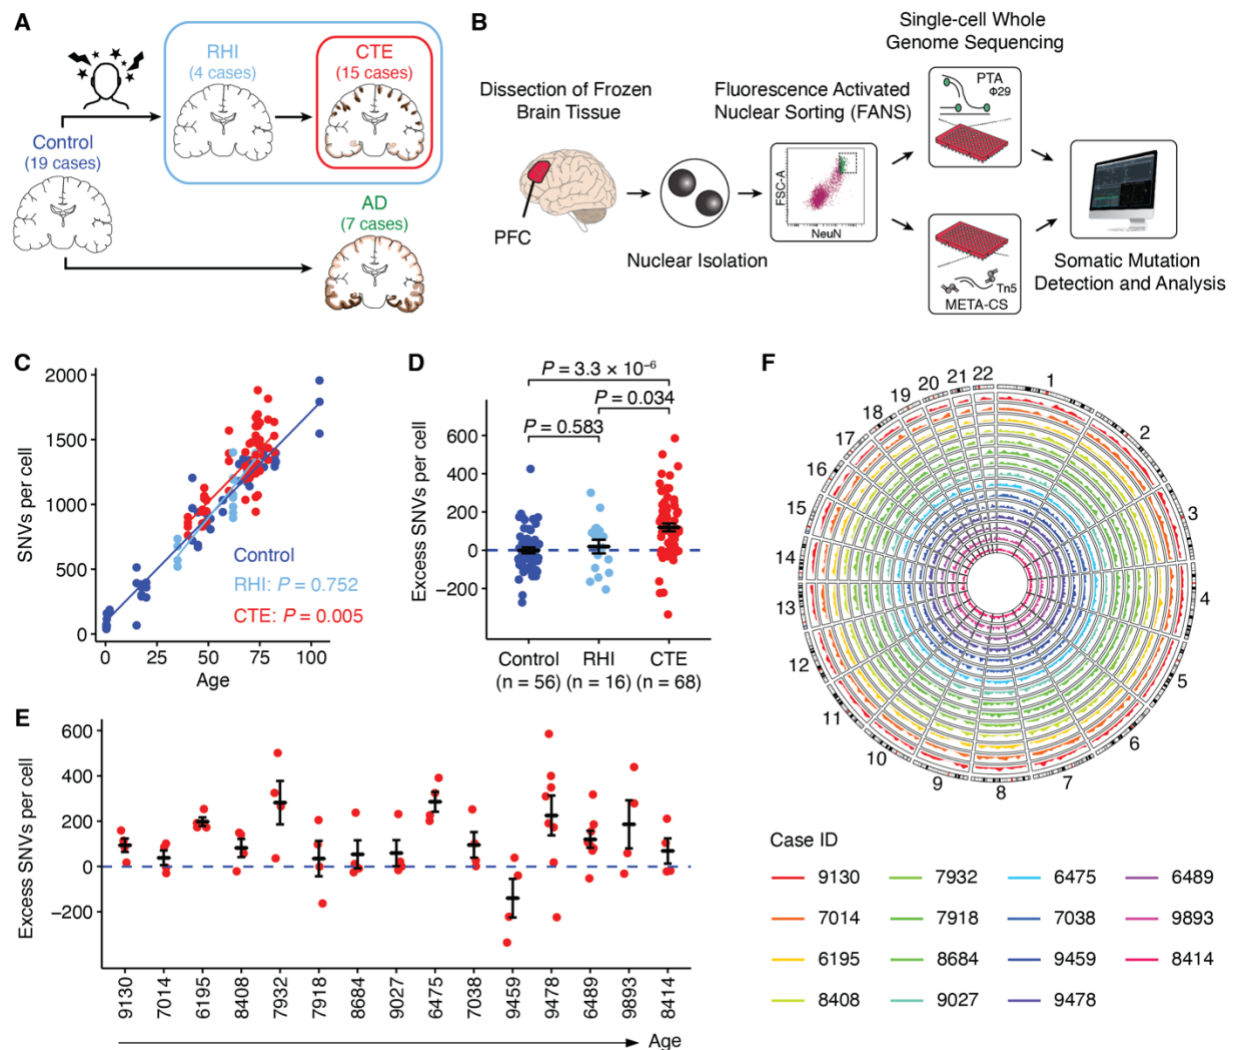 A
RHI
(4 cases)
CTE
(15 cases)
Control
(19 cases)
AD
(7 cases)
B
Single-cell Whole
Genome Sequencing
Dissection of Frozen
Brain Tissue
Fluorescence Activated
Nuclear Sorting (FANS)
PTA
Φ29
FSC-A
NeuN
PFC
Nuclear Isolation
Tn5
META-CS
Somatic Mutation
Detection and Analysis
C
SNVs per cell
2000
1500
1000
500
0
Control
RHI: P = 0.752
CTE: P = 0.005
0 25 50 75 100
Age
D
P = 3.3 × 10⁻⁶
P = 0.034
P = 0.583
Excess SNVs per cell
600
400
200
0
−200
Control RHI CTE
(n = 56) (n = 16) (n = 68)
E
Excess SNVs per cell
600
400
200
0
−200
9130 7014 6195 8408 7932 7918 8684 9027 6475 7038 9459 9478 6489 9893 8414
Age
F
1
2
3
4
5
6
7
8
9
10
11
12
13
14
15
16
17
18
19
20
21
22
Case ID
9130 7932 6475 6489
7014 7918 7038 9893
6195 8684 9459 8414
8408 9027 9478